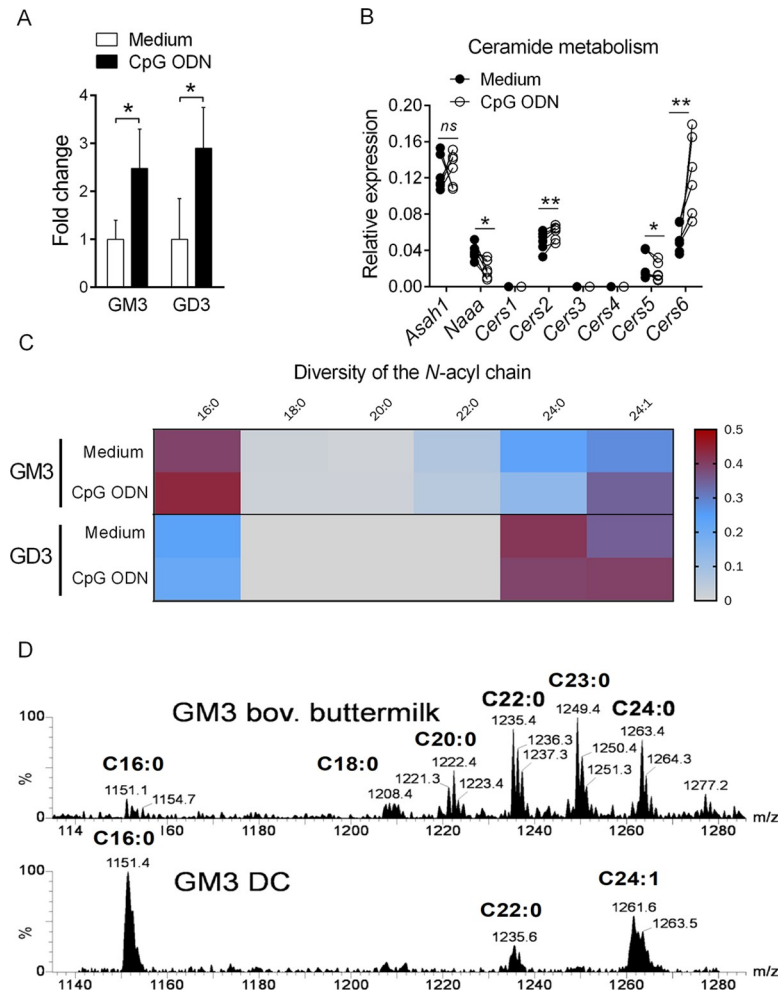 A
Medium
CpG ODN
Fold change
4
3
2
1
0
*
*
GM3
GD3
B
Ceramide metabolism
Medium
CpG ODN
Relative expression
0.20
0.16
0.12
0.08
0.04
0.00
ns
*
**
*
**
Asah1
Naaa
Cers1
Cers2
Cers3
Cers4
Cers5
Cers6
C
Diversity of the N-acyl chain
16:0
18:0
20:0
22:0
24:0
24:1
GM3
Medium
CpG ODN
GD3
Medium
CpG ODN
0.5
0.4
0.3
0.2
0.1
0
D
GM3 bov. buttermilk
100
%
0
C16:0
1151.1
1154.7
C18:0
1208.4
C20:0
1222.4
1221.3
1223.4
C22:0
1235.4
1236.3
1237.3
C23:0
1249.4
1250.4
1251.3
C24:0
1263.4
1264.3
1277.2
1140 1160 1180 1200 1220 1240 1260 1280 m/z
GM3 DC
100
%
0
C16:0
1151.4
C22:0
1235.6
C24:1
1261.6
1263.5
1140 1160 1180 1200 1220 1240 1260 1280 m/z